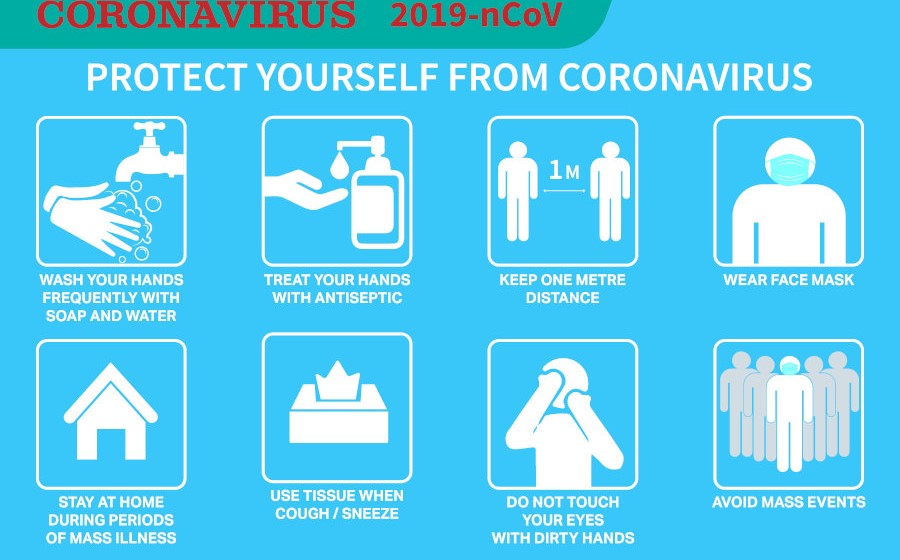 CORONAVIRUS 2019-nCoV
PROTECT YOURSELF FROM CORONAVIRUS
1M
WASH YOUR HANDS
FREQUENTLY WITH
SOAP AND WATER
TREAT YOUR HANDS
WITH ANTISEPTIC
KEEP ONE METRE
DISTANCE
WEAR FACE MASK
STAY AT HOME
DURING PERIODS
OF MASS ILLNESS
USE TISSUE WHEN
COUGH / SNEEZE
DO NOT TOUCH
YOUR EYES
WITH DIRTY HANDS
AVOID MASS EVENTS